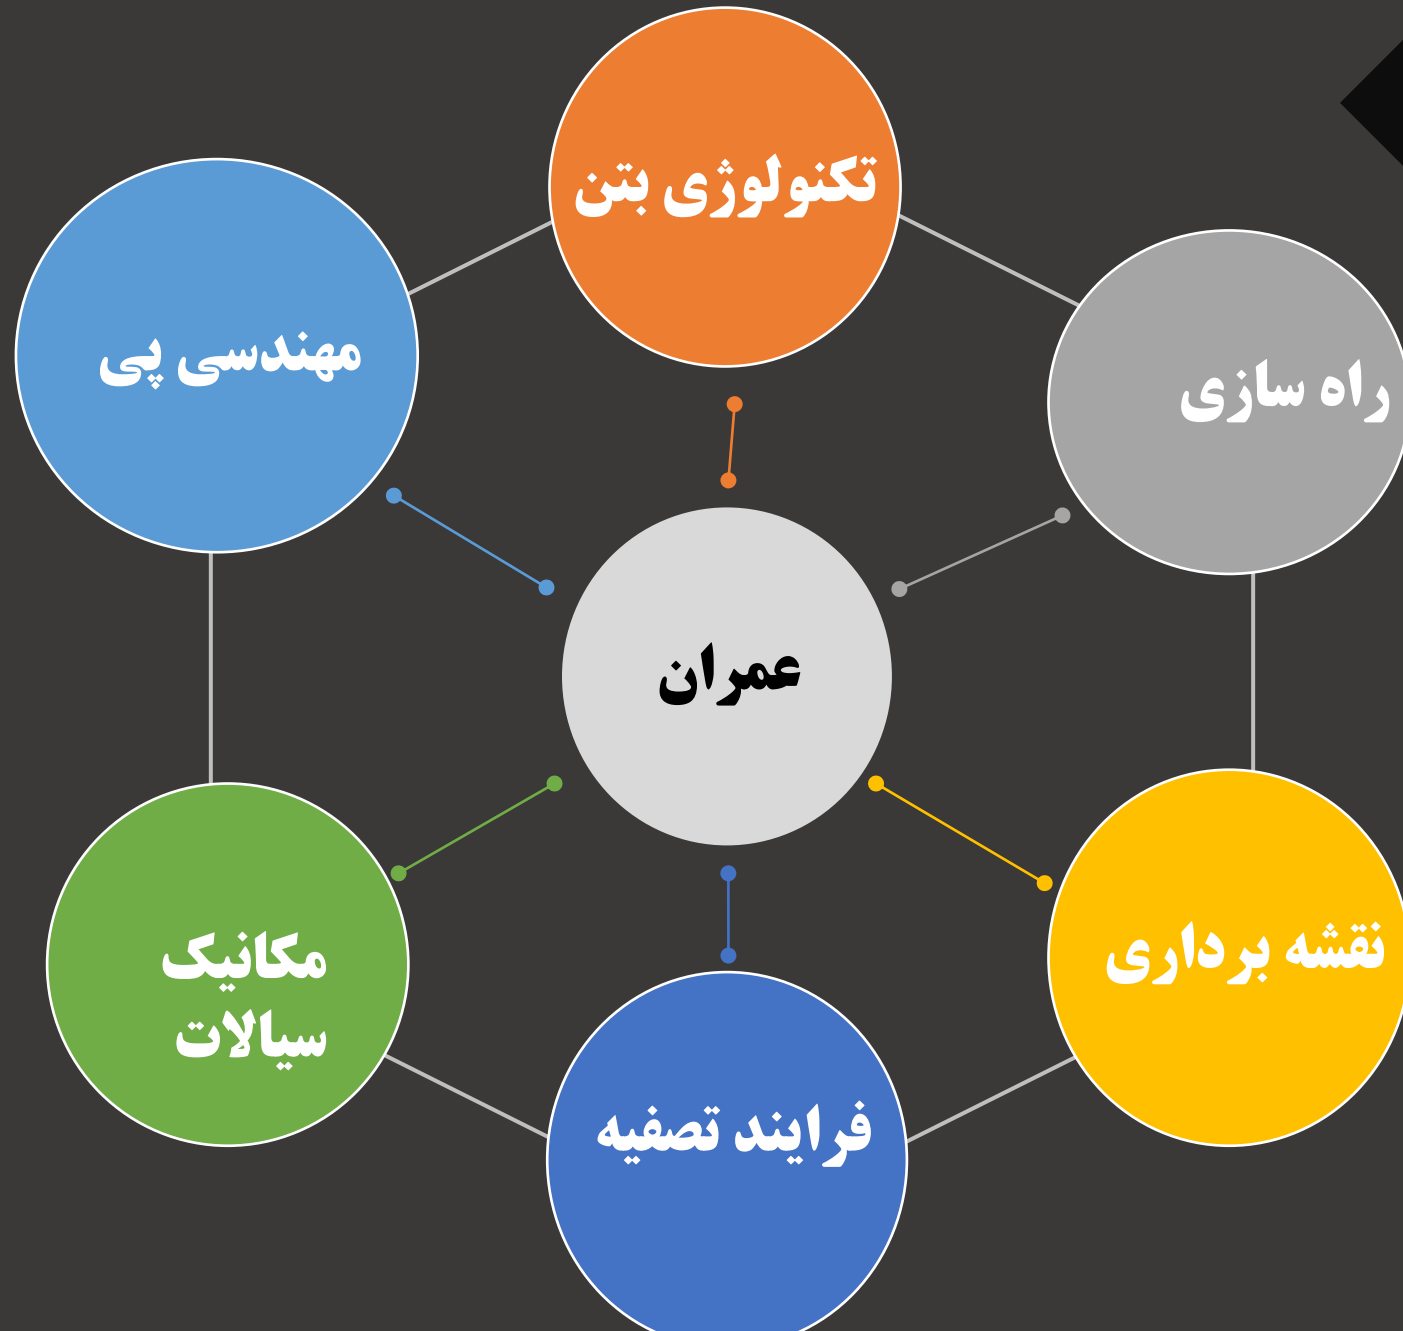 تکنولوژی بتن
مهندسی پی
راه سازی
عمران
نقشه برداری
مکانیک
سیالات
فرایند تصفیه